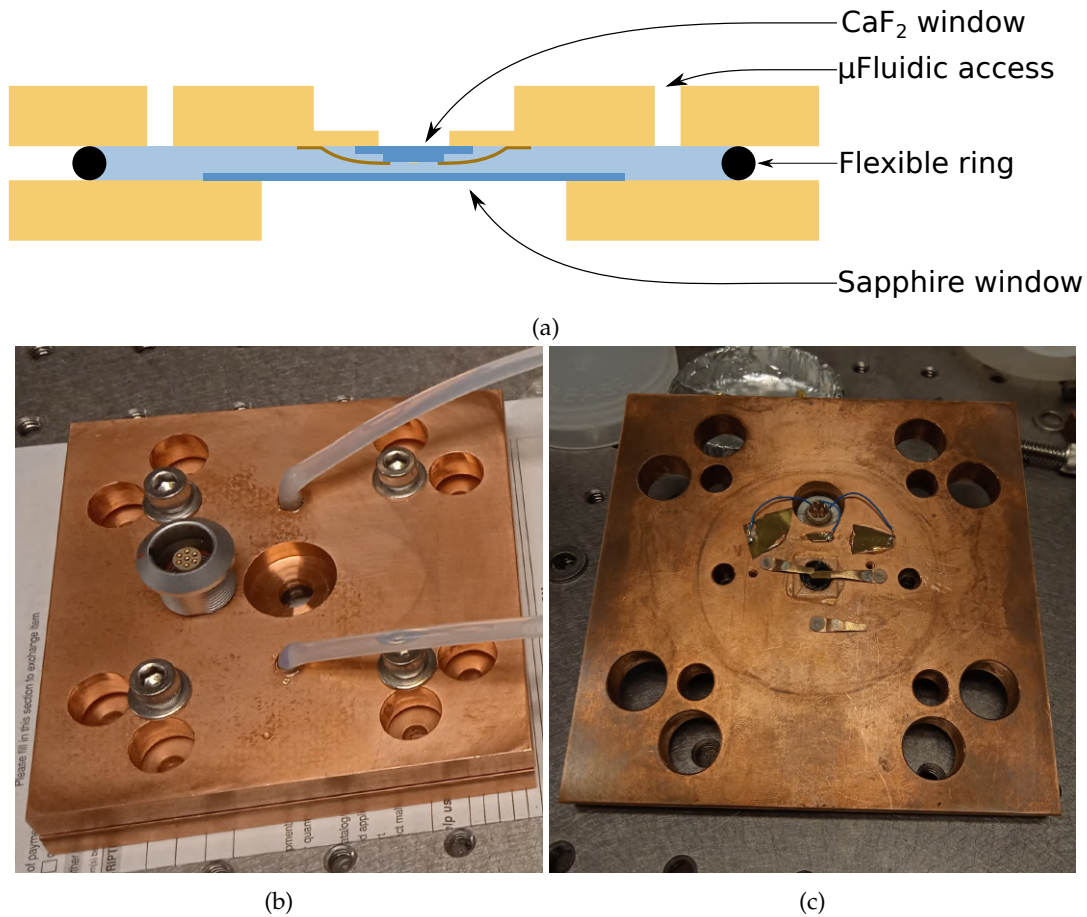 CaF₂ window
µFluidic access
Flexible ring
Sapphire window
(a)
Please fill in this section to exchange item
(b)
(c)